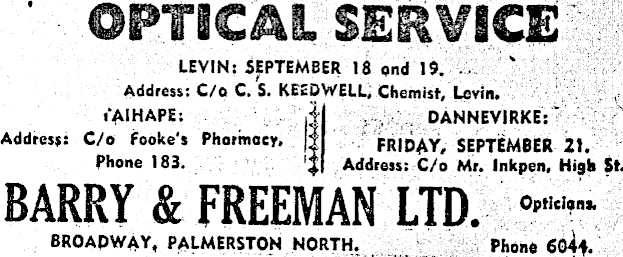 OPTICAL SERVICE
LEVIN: SEPTEMBER 18 and 19.
Address: C/o C. S. KEEDWELL, Chemist, Levin.
TAIHAPE:
Address: C/o Fooke's Pharmacy,
Phone 183.
DANNEVIRKE:
FRIDAY, SEPTEMBER 21.
Address: C/o Mr. Inkpen, High St.
BARRY & FREEMAN LTD. Opticians.
BROADWAY, PALMERSTON NORTH. Phone 6044.